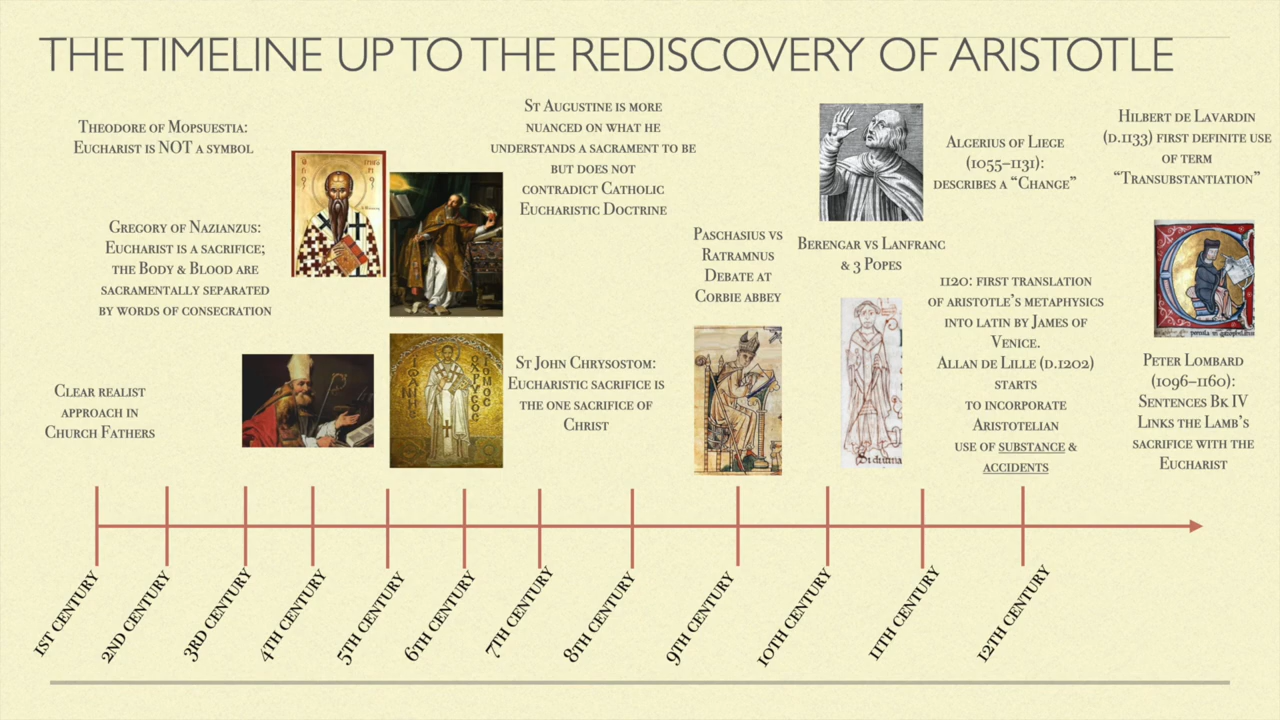 THE TIMELINE UP TO THE REDISCOVERY OF ARISTOTLE
Theodore of Mopsuestia:
Eucharist is NOT a symbol
Gregory of Nazianzus:
Eucharist is a sacrifice;
the Body & Blood are
sacramentally separated
by words of consecration
Clear realist
approach in
Church Fathers
St Augustine is more
nuanced on what he
understands a sacrament to be
but does not
contradict Catholic
Eucharistic Doctrine
St John Chrysostom:
Eucharistic sacrifice is
the one sacrifice of
Christ
Paschasius vs
Ratramnus
Debate at
Corbie abbey
Berengar vs Lanfranc
& 3 Popes
Algerius of Liege
(1055–1131):
describes a “Change”
1120: first translation
of aristotle’s metaphysics
into latin by James of
Venice.
Allan de Lille (d.1202)
starts
to incorporate
Aristotelian
use of substance &
accidents
Hilbert de Lavardin
(d.1133) first definite use
of term
“Transubstantiation”
Peter Lombard
(1096–1160):
Sentences Bk IV
Links the Lamb’s
sacrifice with the
Eucharist
1st century
2nd century
3rd century
4th century
5th century
6th century
7th century
8th century
9th century
10th century
11th century
12th century